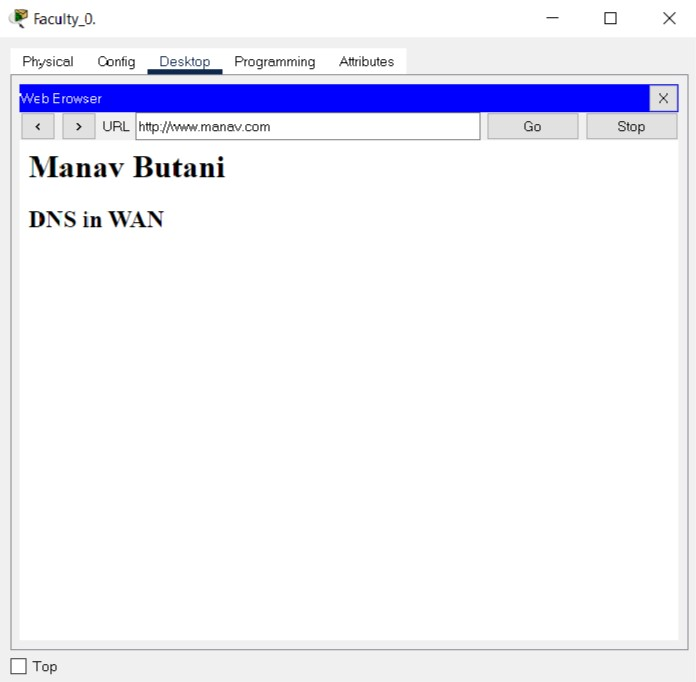 Faculty_0.
Physical Config Desktop Programming Attributes
Web Erowser X
< > URL http://www.manav.com Go Stop
Manav Butani
DNS in WAN
Top